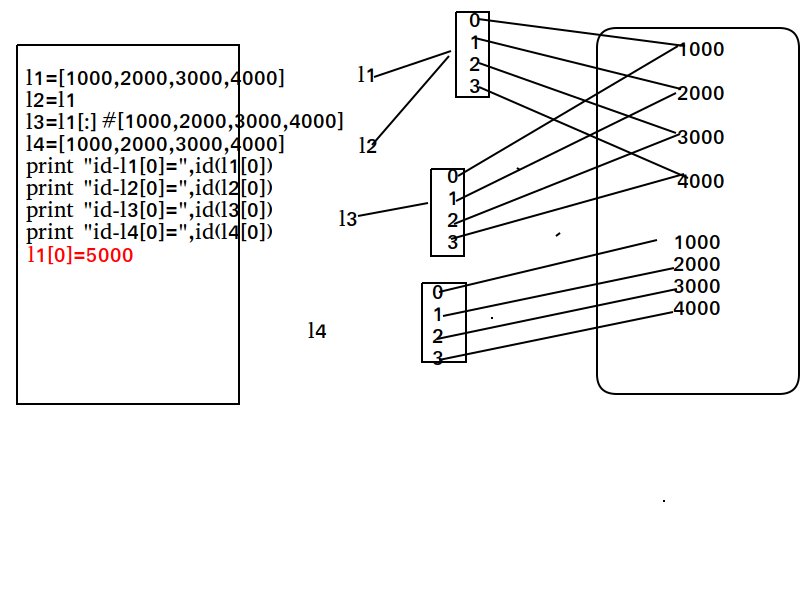 l1=[1000,2000,3000,4000]
l2=l1
l3=l1[:] #[1000,2000,3000,4000]
l4=[1000,2000,3000,4000]
print "id-l1[0]=",id(l1[0])
print "id-l2[0]=",id(l2[0])
print "id-l3[0]=",id(l3[0])
print "id-l4[0]=",id(l4[0])
l1[0]=5000
l1
l2
0
1
2
3
l3
0
1
2
3
l4
0
1
2
3
1000
2000
3000
4000
1000
2000
3000
4000